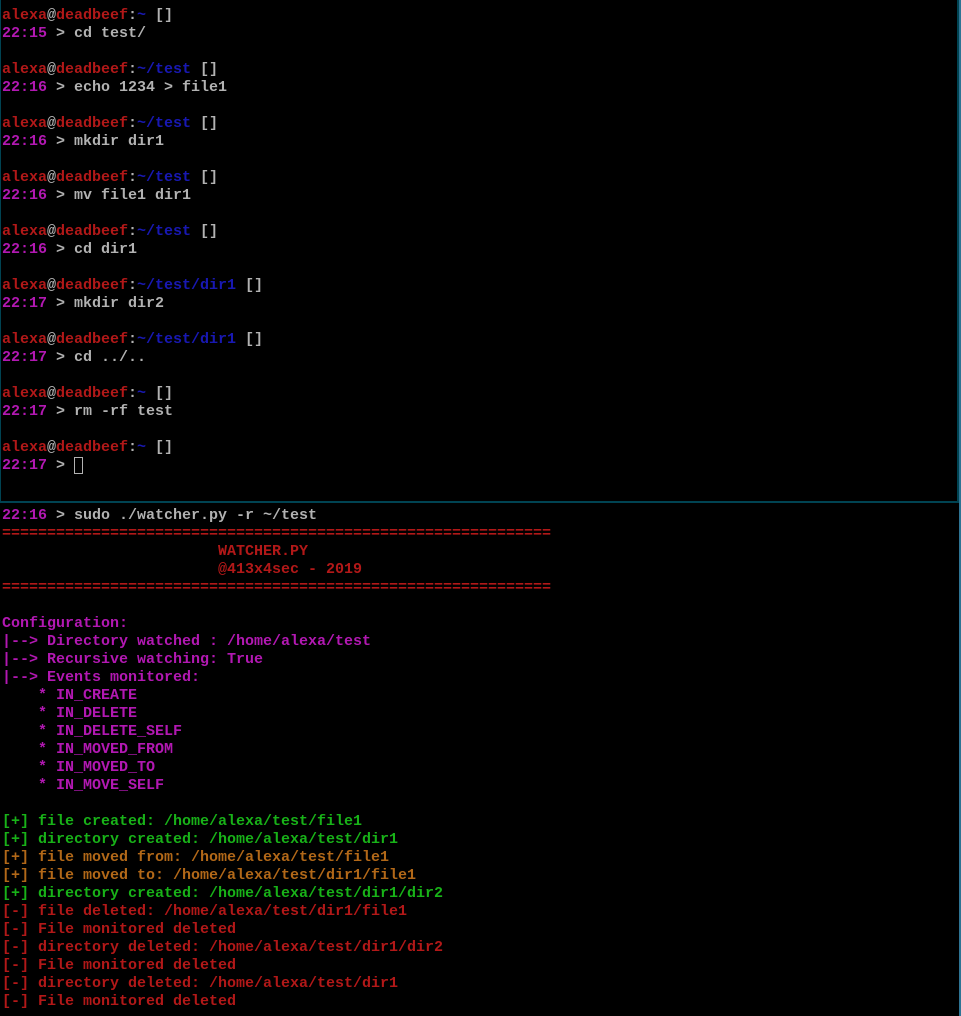 alexa@deadbeef:~ []
22:15 > cd test/
alexa@deadbeef:~/test []
22:16 > echo 1234 > file1
alexa@deadbeef:~/test []
22:16 > mkdir dir1
alexa@deadbeef:~/test []
22:16 > mv file1 dir1
alexa@deadbeef:~/test []
22:16 > cd dir1
alexa@deadbeef:~/test/dir1 []
22:17 > mkdir dir2
alexa@deadbeef:~/test/dir1 []
22:17 > cd ../..
alexa@deadbeef:~ []
22:17 > rm -rf test
alexa@deadbeef:~ []
22:17 >
22:16 > sudo ./watcher.py -r ~/test
=============================================================
WATCHER.PY
@413x4sec - 2019
=============================================================
Configuration:
|--> Directory watched : /home/alexa/test
|--> Recursive watching: True
|--> Events monitored:
* IN_CREATE
* IN_DELETE
* IN_DELETE_SELF
* IN_MOVED_FROM
* IN_MOVED_TO
* IN_MOVE_SELF
[+] file created: /home/alexa/test/file1
[+] directory created: /home/alexa/test/dir1
[+] file moved from: /home/alexa/test/file1
[+] file moved to: /home/alexa/test/dir1/file1
[+] directory created: /home/alexa/test/dir1/dir2
[-] file deleted: /home/alexa/test/dir1/file1
[-] File monitored deleted
[-] directory deleted: /home/alexa/test/dir1/dir2
[-] File monitored deleted
[-] directory deleted: /home/alexa/test/dir1
[-] File monitored deleted